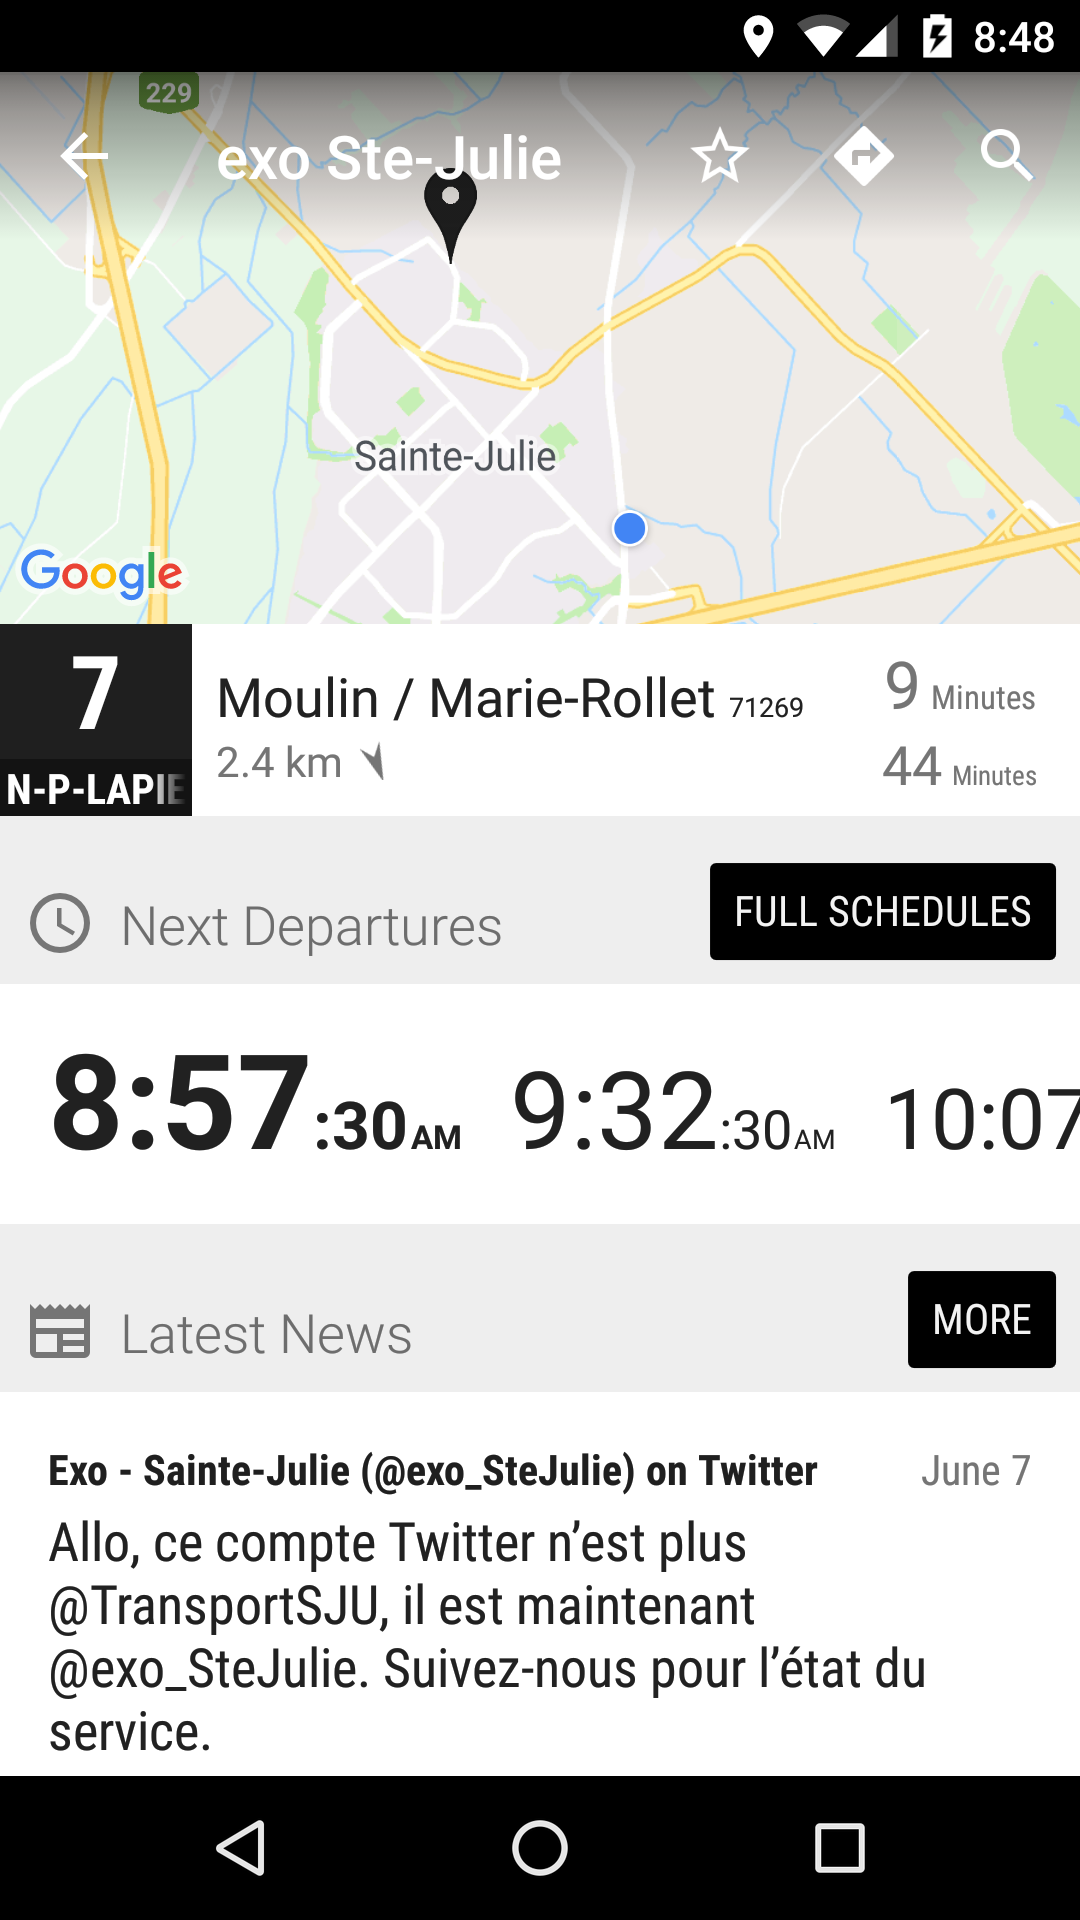 8:48
229
exo Ste-Julie
Sainte-Julie
Google
7
N-P-LAPIE
Moulin / Marie-Rollet 71269
2.4 km
9 Minutes
44 Minutes
Next Departures
FULL SCHEDULES
8:57:30 AM 9:32:30 AM 10:07
Latest News
MORE
Exo - Sainte-Julie (@exo_SteJulie) on Twitter June 7
Allo, ce compte Twitter n’est plus
@TransportSJU, il est maintenant
@exo_SteJulie. Suivez-nous pour l’état du
service.